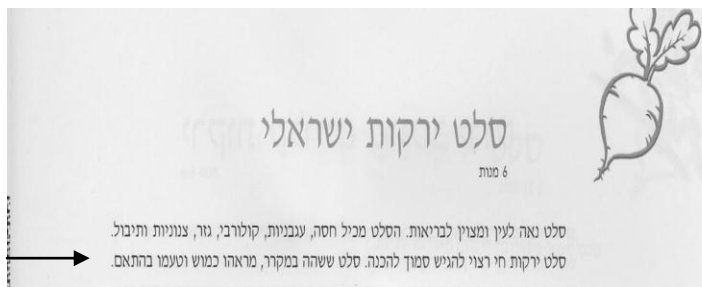 סלט ירקות ישראלי
6 מנות
סלט נאה לעין ומצוין לבריאות. הסלט מכיל חסה, עגבניות, קולורבי, גזר, צנוניות ותיבול.
סלט ירקות חי רצוי להגיש סמוך להכנה. סלט ששהה במקרר, מראהו כמוש וטעמו בהתאם.